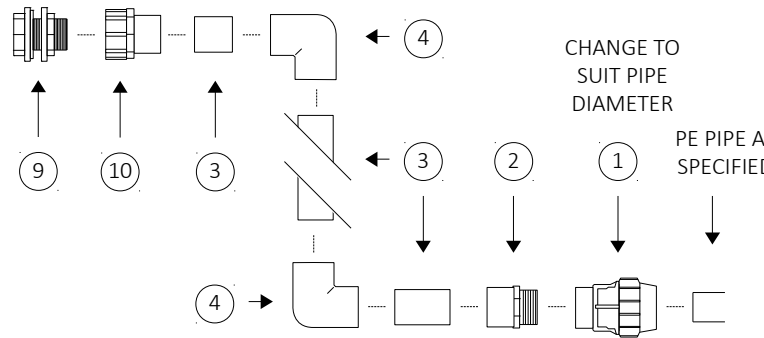 4
CHANGE TO
SUIT PIPE
DIAMETER
PE PIPE A
SPECIFIED
9
10
3
3
2
1
4